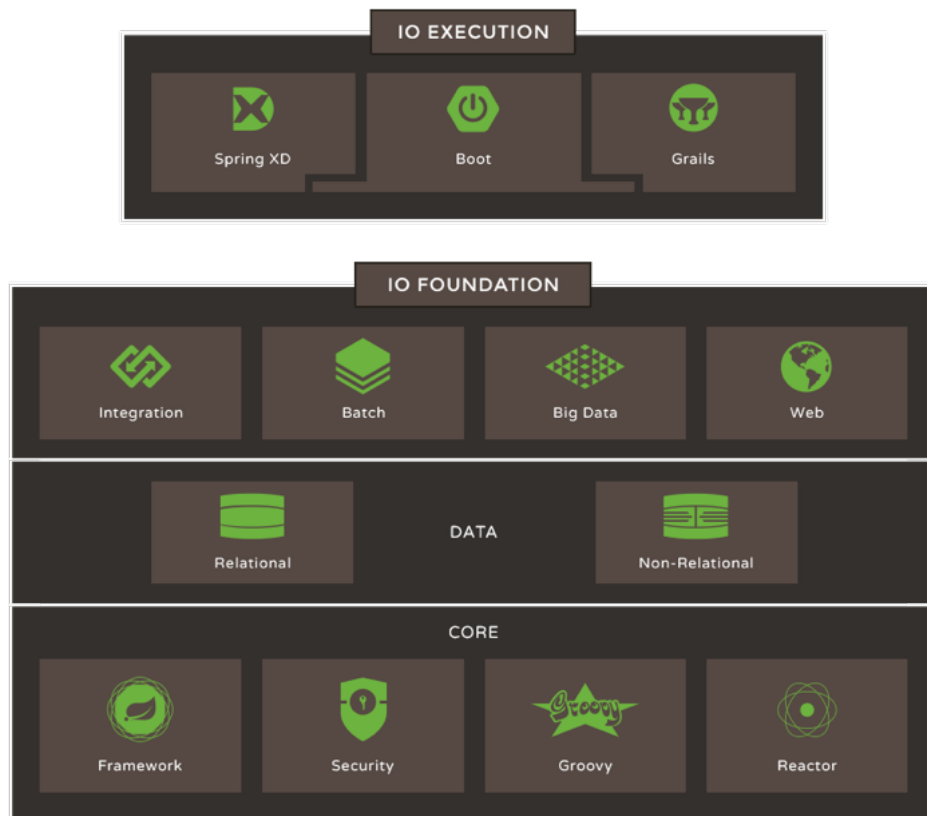 IO EXECUTION
Spring XD
Boot
Grails
IO FOUNDATION
Integration
Batch
Big Data
Web
Relational
DATA
Non-Relational
CORE
Groovy
Framework
Security
Groovy
Reactor